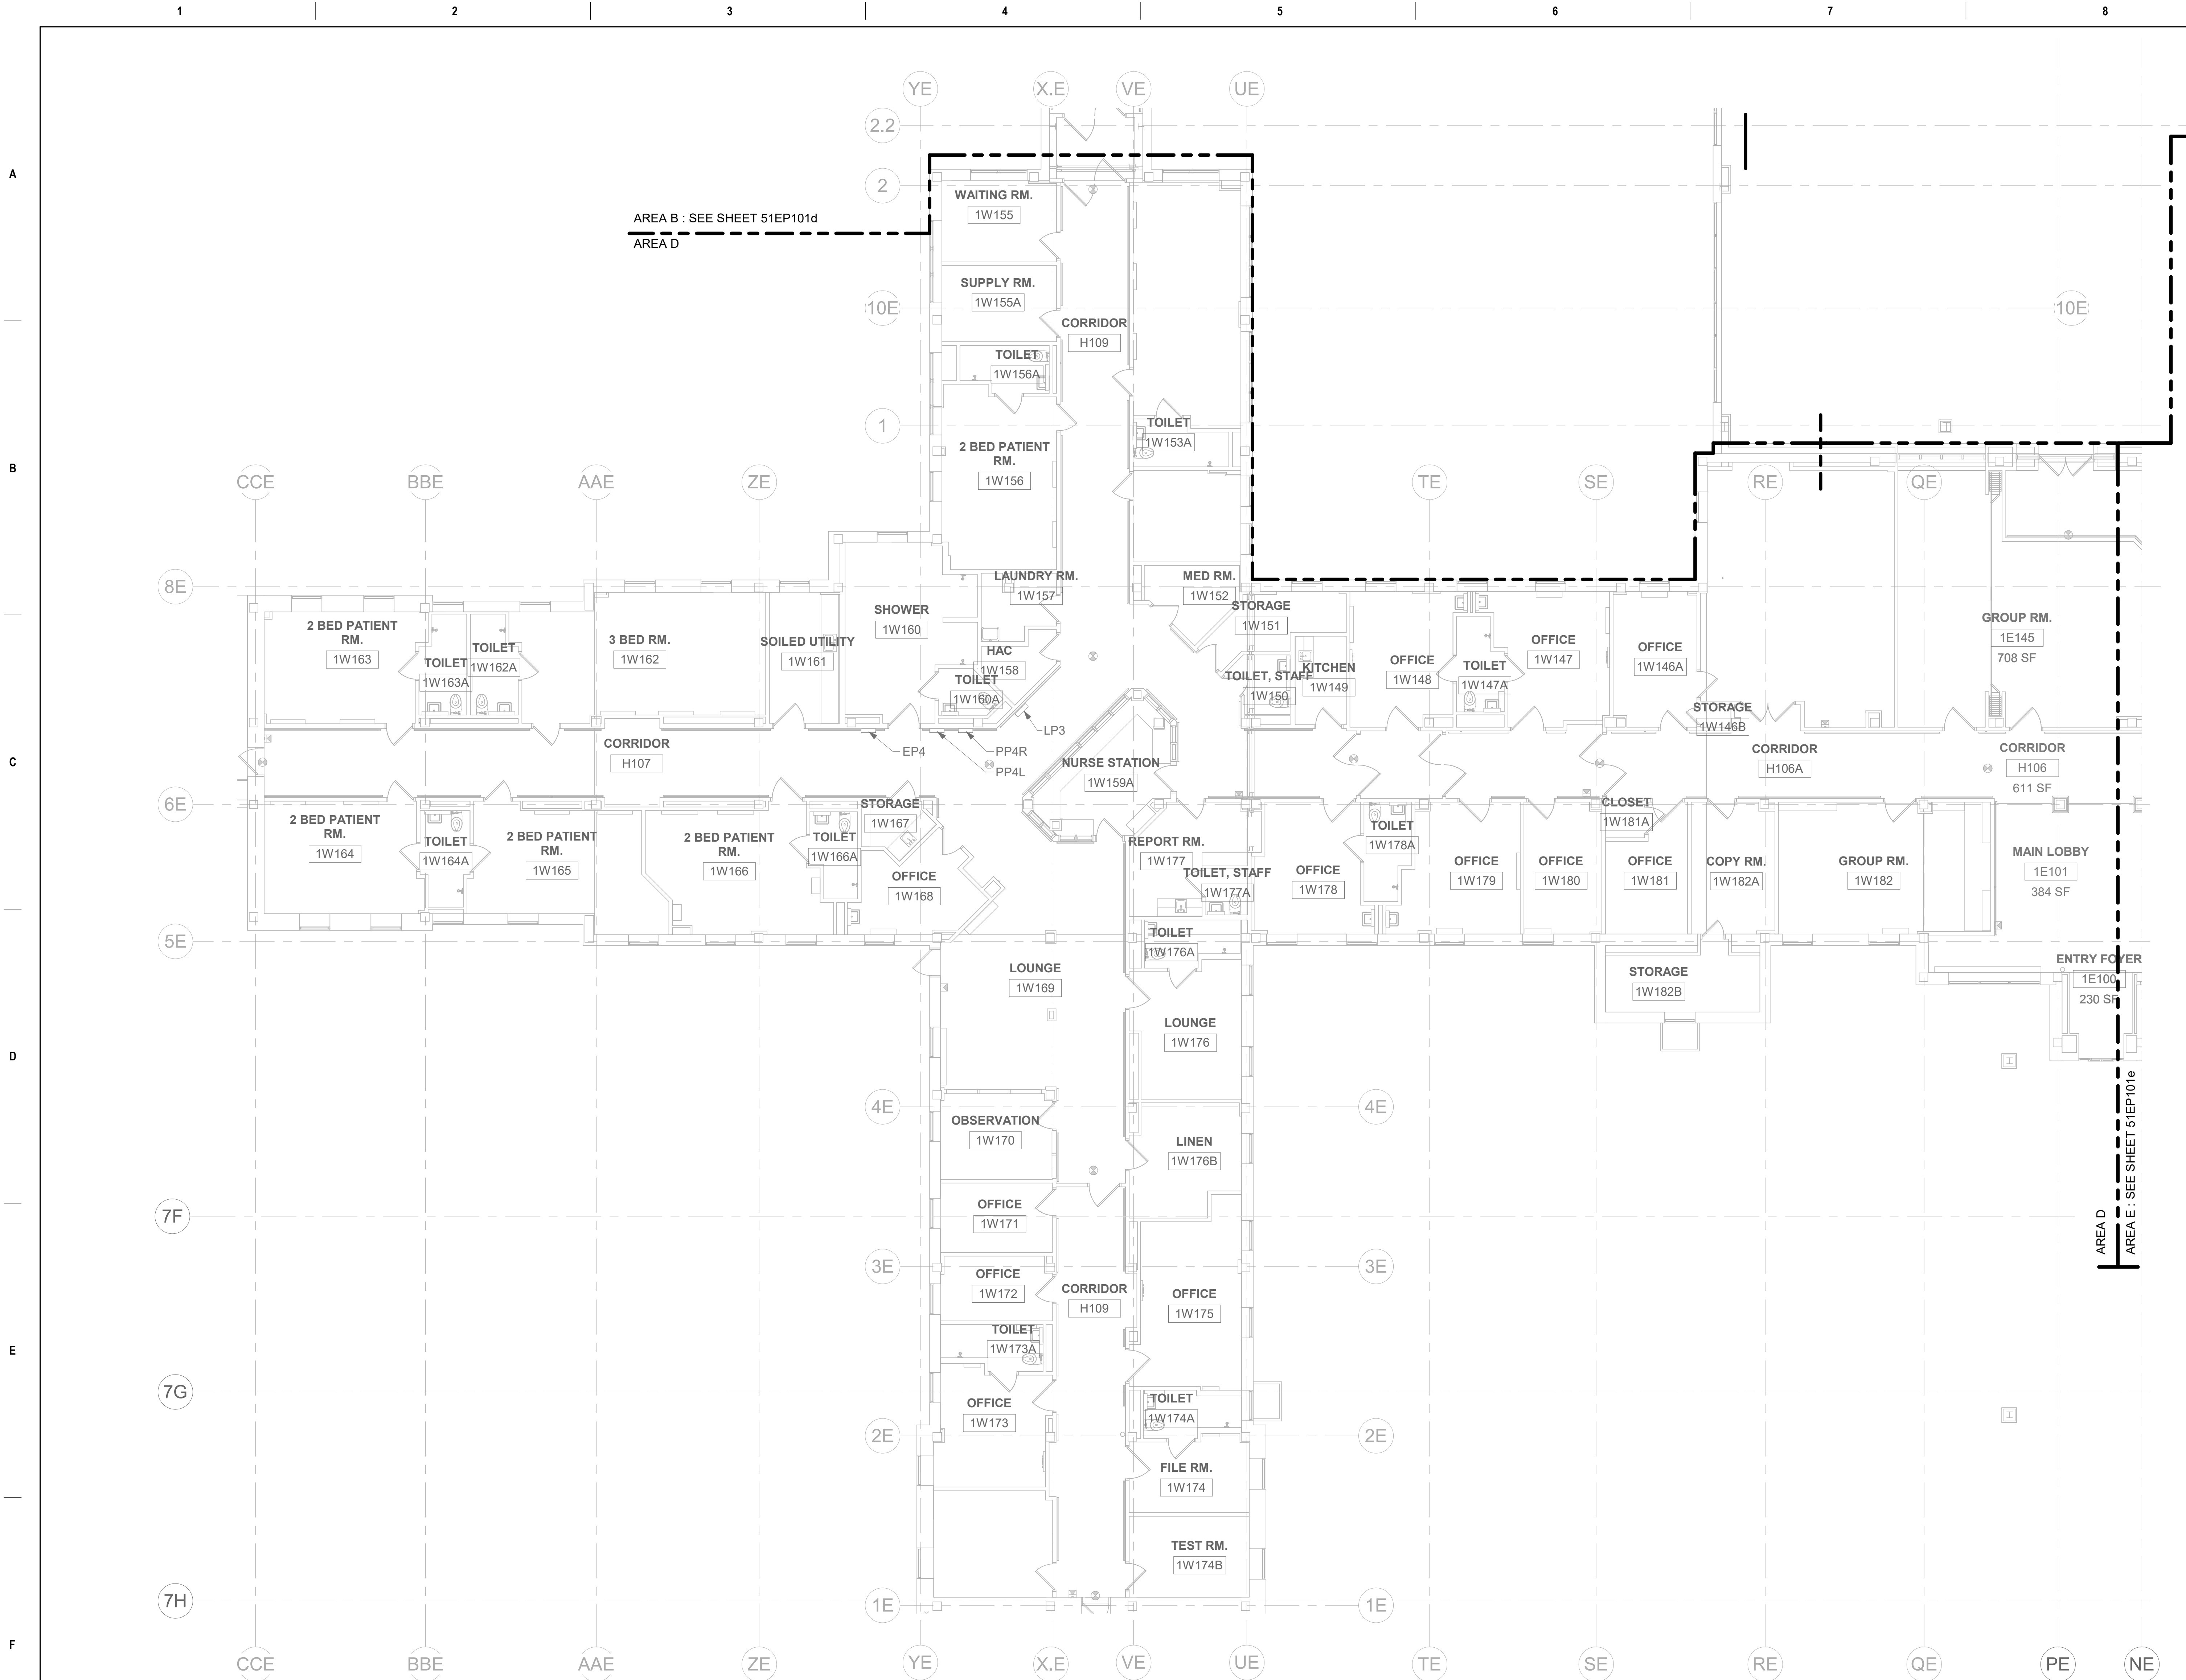 1 2 3 4 5 6 7 8
YE X.E VE UE
2.2
A
2
WAITING RM.
1W155
AREA B : SEE SHEET 51EP101d
AREA D
SUPPLY RM.
1W155A
10E
10E
CORRIDOR
H109
TOILET
1W156A
1
TOILET
1W153A
2 BED PATIENT
RM.
1W156
B
CCE BBE AAE ZE TE SE RE QE
8E
LAUNDRY RM.
1W157
MED RM.
1W152
SHOWER
1W160
STORAGE
1W151
2 BED PATIENT
RM.
1W163
TOILET
1W163A
TOILET
1W162A
3 BED RM.
1W162
SOILED UTILITY
1W161
HAC
1W158
TOILET
1W160A
TOILET, STAFF
1W150
KITCHEN
1W149
OFFICE
1W148
TOILET
1W147A
OFFICE
1W147
OFFICE
1W146A
GROUP RM.
1E145
708 SF
STORAGE
1W146B
LP3
EP4
PP4R
PP4L
C
CORRIDOR
H107
NURSE STATION
1W159A
CORRIDOR
H106A
CORRIDOR
H106
611 SF
6E
2 BED PATIENT
RM.
1W164
TOILET
1W164A
2 BED PATIENT
RM.
1W165
2 BED PATIENT
RM.
1W166
TOILET
1W166A
STORAGE
1W167
OFFICE
1W168
REPORT RM.
1W177
TOILET, STAFF
1W177A
OFFICE
1W178
TOILET
1W178A
OFFICE
1W179
OFFICE
1W180
CLOSET
1W181A
OFFICE
1W181
COPY RM.
1W182A
GROUP RM.
1W182
MAIN LOBBY
1E101
384 SF
5E
TOILET
1W176A
LOUNGE
1W169
STORAGE
1W182B
ENTRY FOYER
1E100
230 SF
LOUNGE
1W176
D
4E
4E
OBSERVATION
1W170
LINEN
1W176B
AREA D
AREA E : SEE SHEET 51EP101e
7F
OFFICE
1W171
3E
3E
OFFICE
1W172
CORRIDOR
H109
OFFICE
1W175
E
TOILET
1W173A
7G
OFFICE
1W173
TOILET
1W174A
2E
2E
FILE RM.
1W174
TEST RM.
1W174B
7H
1E
1E
F
CCE BBE AAE ZE YE X.E VE UE TE SE RE QE PE NE